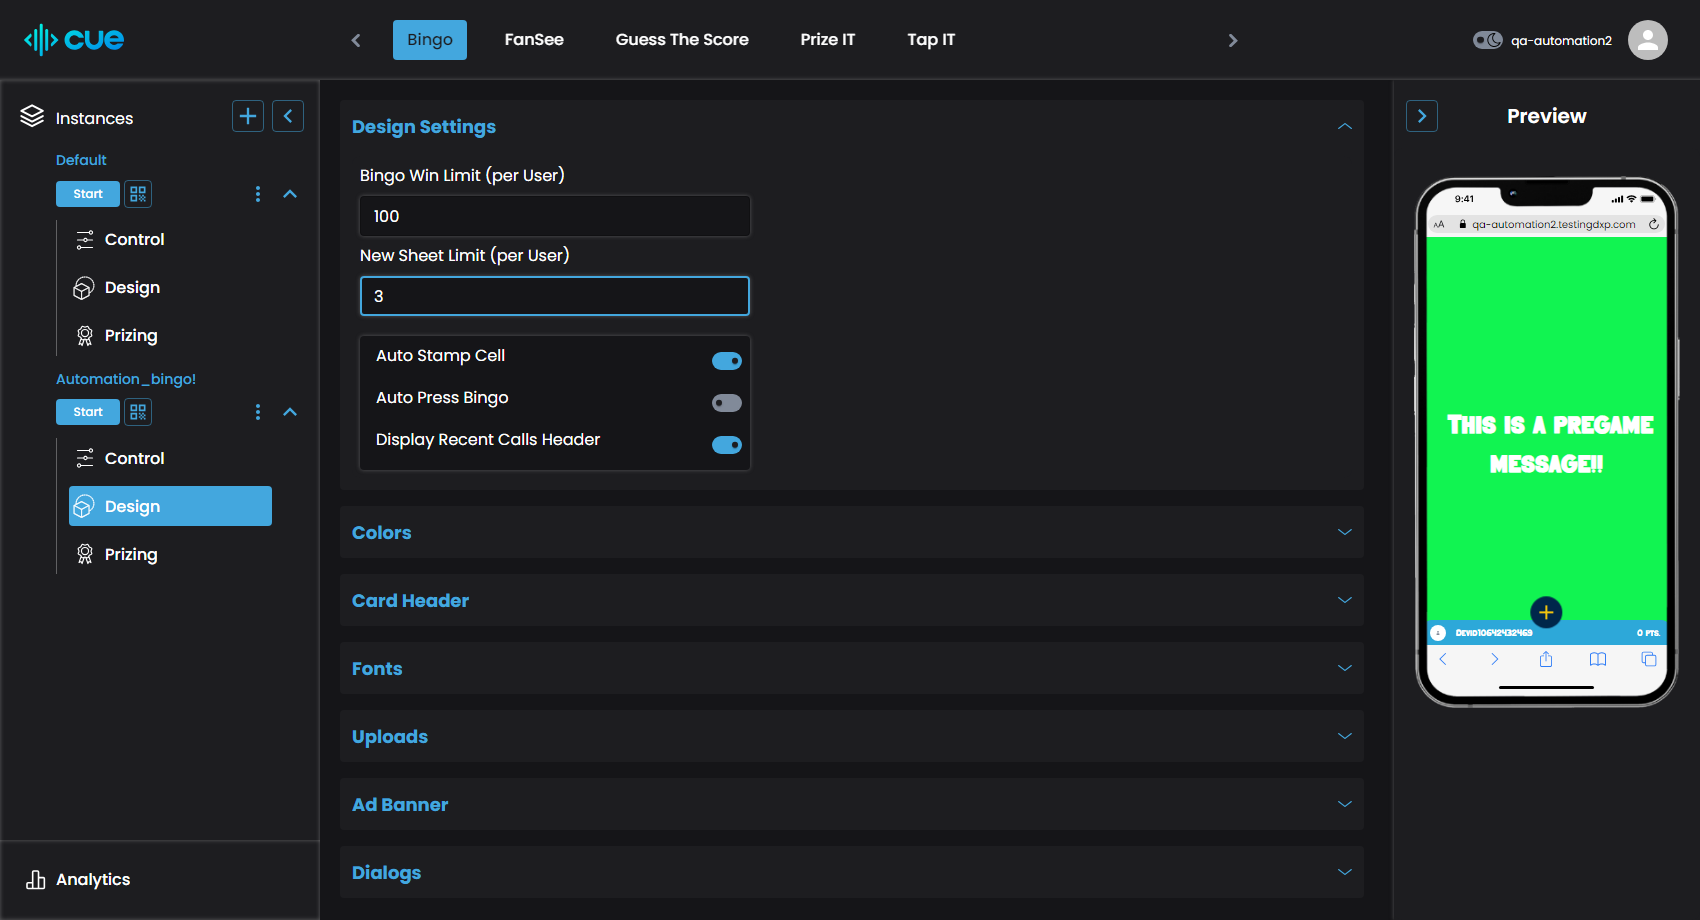 cue
Bingo
FanSee
Guess The Score
Prize IT
Tap IT
qa-automation2
Instances
Default
Start
Control
Design
Prizing
Automation_bingo!
Start
Control
Design
Prizing
Analytics
Design Settings
Bingo Win Limit (per User)
100
New Sheet Limit (per User)
3
Auto Stamp Cell
Auto Press Bingo
Display Recent Calls Header
Colors
Card Header
Fonts
Uploads
Ad Banner
Dialogs
Preview
9:41
AA qa-automation2.testingdxp.com
THIS IS A PREGAME
MESSAGE!!
DEVID10642432469 0 PTS.